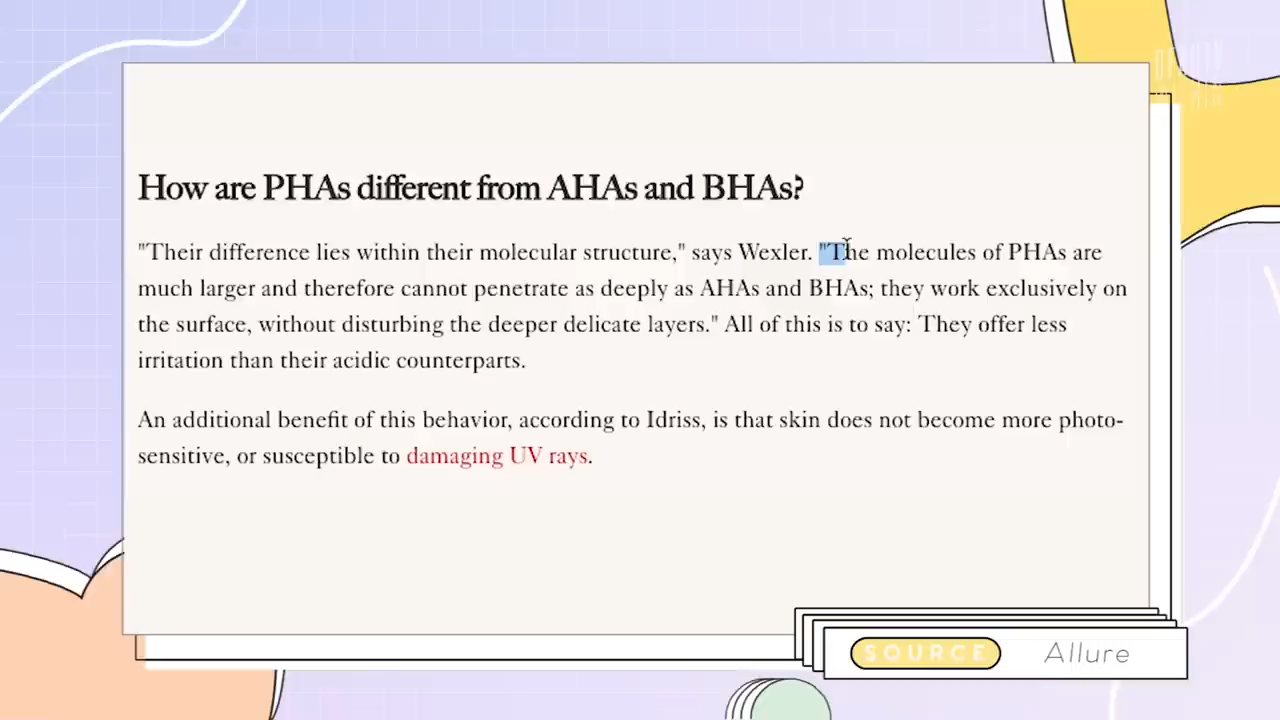 How are PHAs different from AHAs and BHAs?
"Their difference lies within their molecular structure," says Wexler. "The molecules of PHAs are
much larger and therefore cannot penetrate as deeply as AHAs and BHAs; they work exclusively on
the surface, without disturbing the deeper delicate layers." All of this is to say: They offer less
irritation than their acidic counterparts.
An additional benefit of this behavior, according to Idriss, is that skin does not become more photo-
sensitive, or susceptible to damaging UV rays.
SOURCE Allure